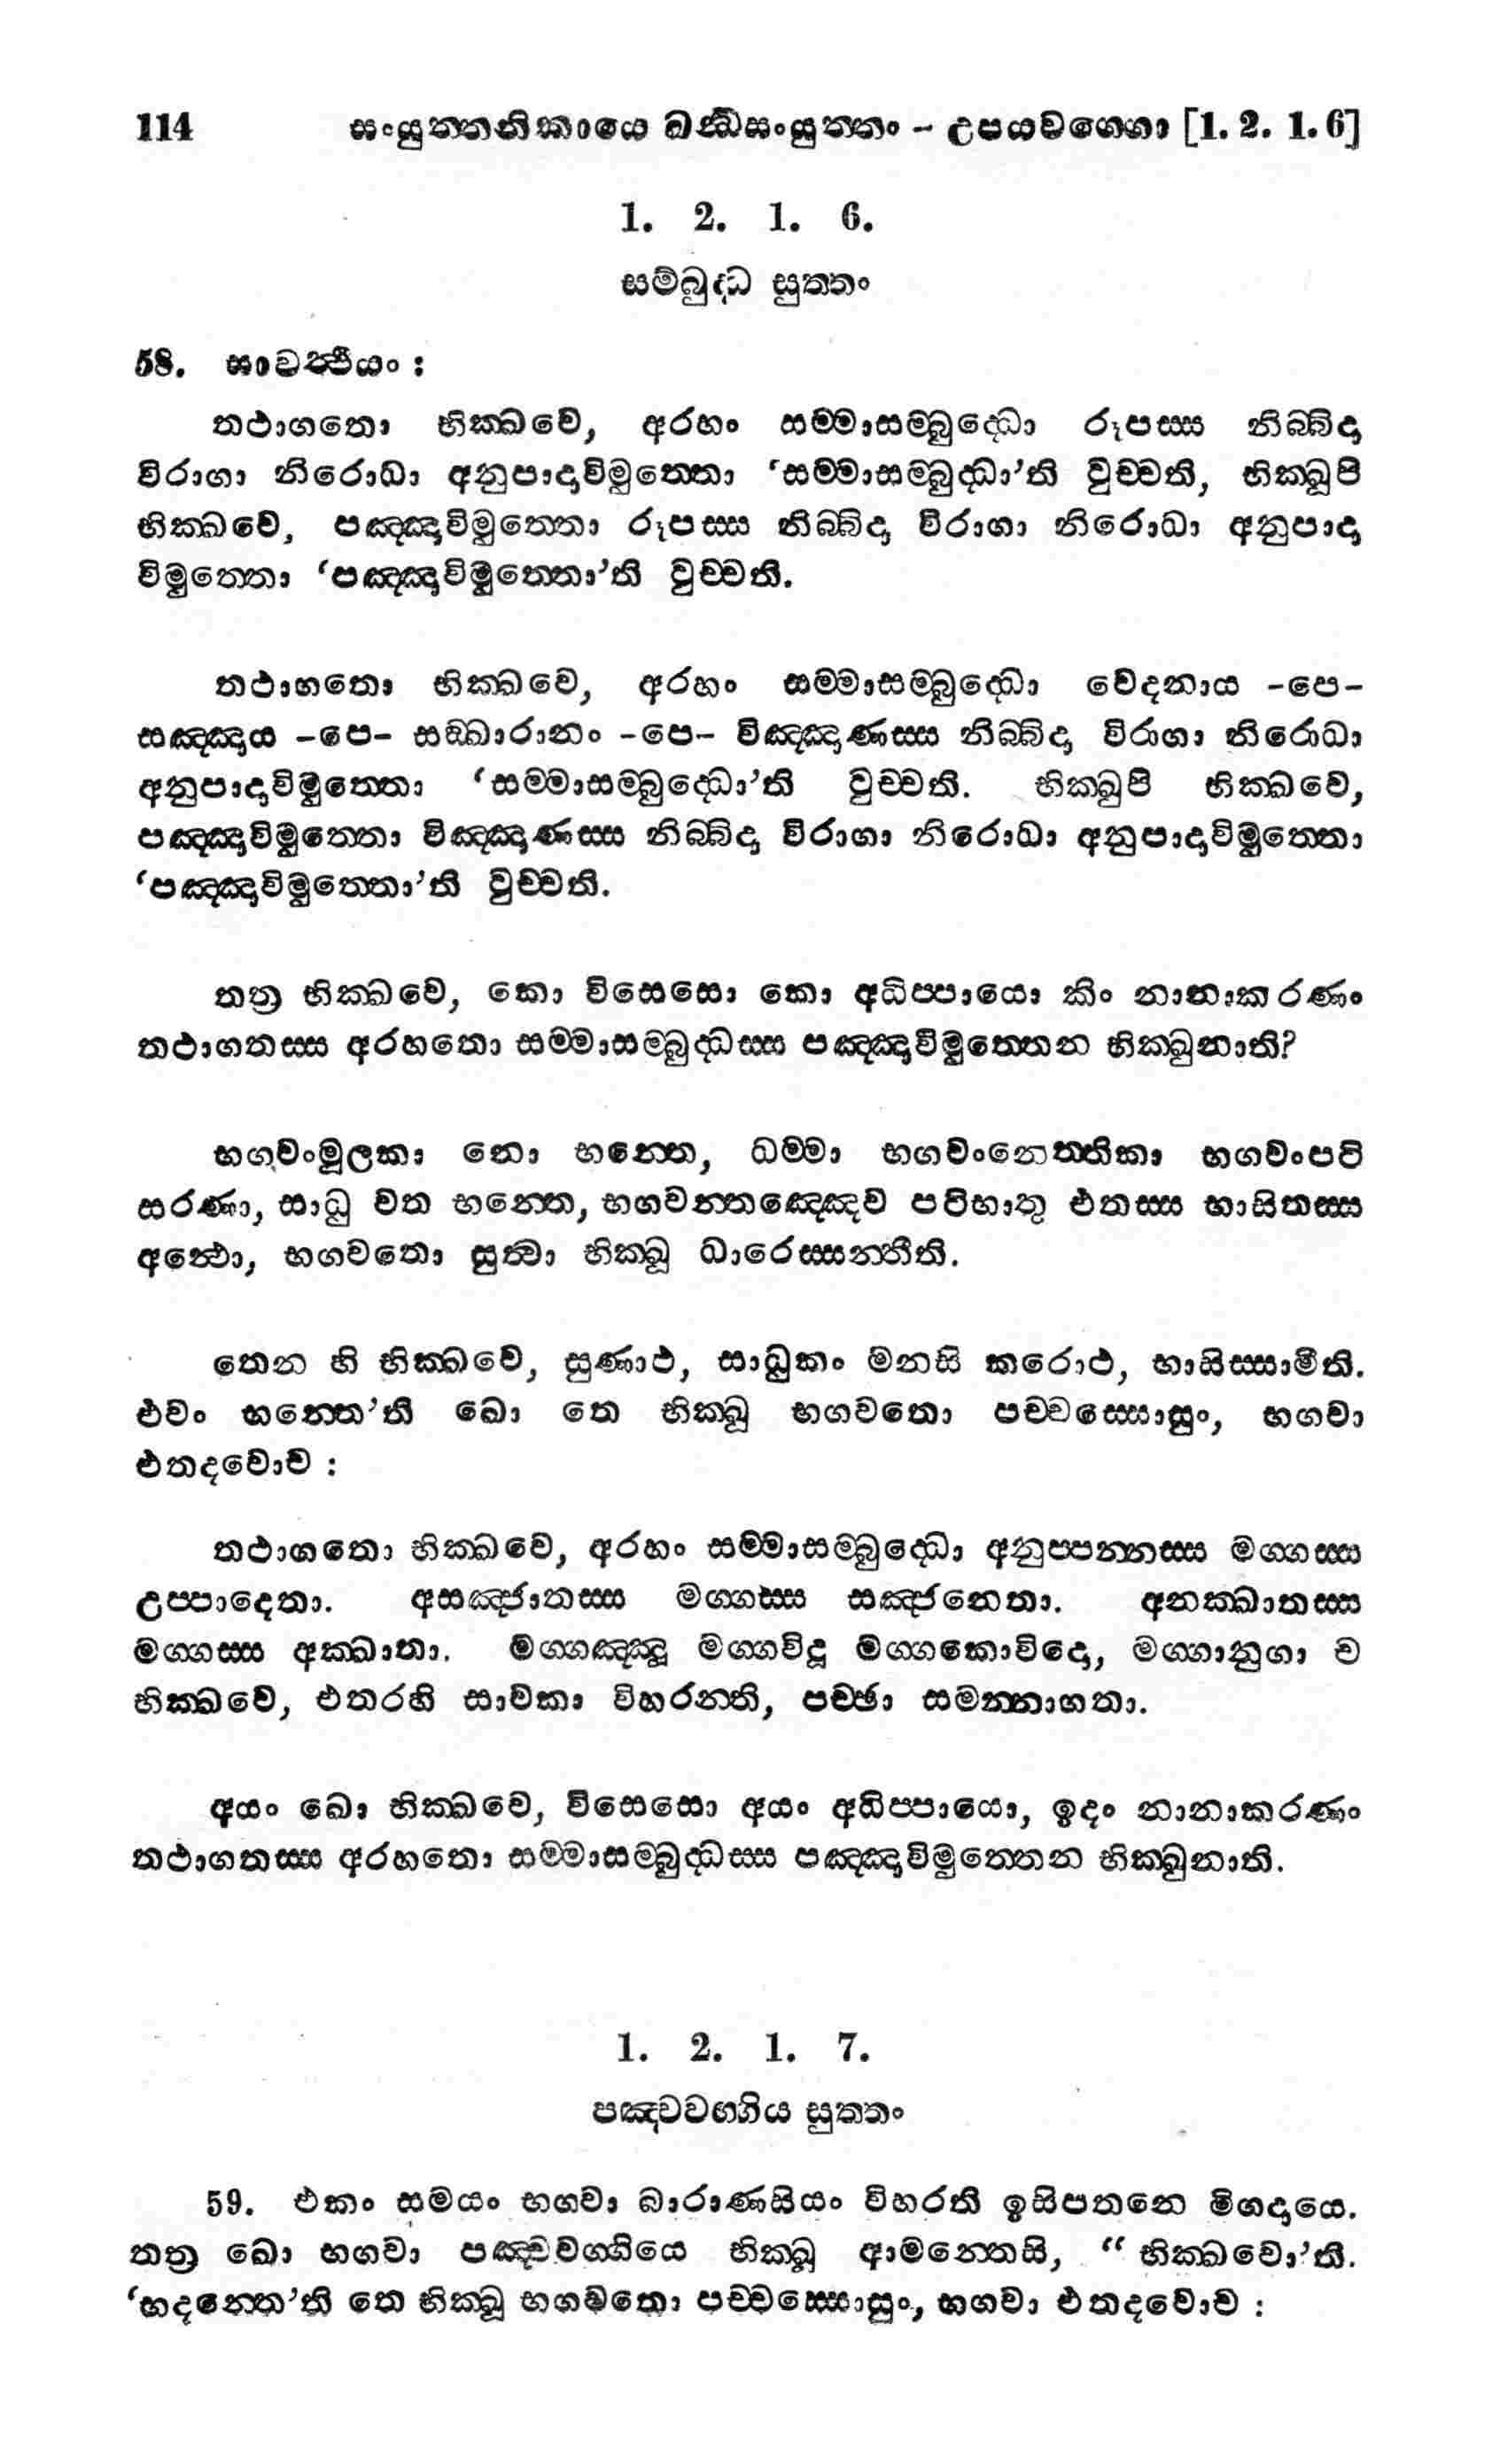 114 සංයුත්තනිකායෙ ඛන්ධසංයුත්තං - උපයවග්ගො [1. 2. 1. 6]
1. 2. 1. 6.
සම්බුද්ධ සුත්තං
58. සාවත්ථියං :
තථාගතො භික්ඛවෙ, අරහං සම්මාසම්බුද්ධො රූපස්ස නිබ්බිදා
විරාගා නිරොධා අනුපාදාවිමුත්තො ‘සම්මාසම්බුද්ධා’ති වුච්චති, භික්ඛූපි
භික්ඛවෙ, පඤ්ඤාවිමුත්තො රූපස්ස නිබ්බිදා විරාගා නිරොධා අනුපාදා
විමුත්තො ‘පඤ්ඤාවිමුත්තො’ති වුච්චති.
තථාගතො භික්ඛවෙ, අරහං සම්මාසම්බුද්ධො වෙදනාය -පෙ-
සඤ්ඤාය -පෙ- සඞ්ඛාරානං -පෙ- විඤ්ඤාණස්ස නිබ්බිදා විරාගා නිරොධා
අනුපාදාවිමුත්තො ‘සම්මාසම්බුද්ධො’ති වුච්චති. භික්ඛුපි භික්ඛවෙ,
පඤ්ඤාවිමුත්තො විඤ්ඤාණස්ස නිබ්බිදා විරාගා නිරොධා අනුපාදාවිමුත්තො
‘පඤ්ඤාවිමුත්තො’ති වුච්චති.
තත්‍ර භික්ඛවෙ, කො විසෙසො කො අධිප්පායො කිං නානාකරණං
තථාගතස්ස අරහතො සම්මාසම්බුද්ධස්ස පඤ්ඤාවිමුත්තෙන භික්ඛුනාති?
භගවංමූලකා නො භන්තෙ, ධම්මා භගවංනෙත්තිකා භගවංපටි
සරණා, සාධු වත භන්තෙ, භගවන්තඤ්ඤෙව පටිභාතු එතස්ස භාසිතස්ස
අත්ථො, භගවතො සුත්වා භික්ඛූ ධාරෙස්සන්තීති.
තෙන හි භික්ඛවෙ, සුණාථ, සාධුකං මනසි කරොථ, භාසිස්සාමීති.
එවං භන්තෙ’ති ඛො තෙ භික්ඛූ භගවතො පච්චස්සොසුං, භගවා
එතදවොච :
තථාගතො භික්ඛවෙ, අරහං සම්මාසම්බුද්ධො අනුප්පන්නස්ස මග්ගස්ස
උප්පාදෙතා. අසඤ්ජාතස්ස මග්ගස්ස සඤ්ජනෙතා. අනක්ඛාතස්ස
මග්ගස්ස අක්ඛාතා. මග්ගඤ්ඤූ මග්ගවිදූ මග්ගකොවිදො, මග්ගානුගා ච
භික්ඛවෙ, එතරහි සාවකා විහරන්ති, පච්ඡා සමන්නාගතා.
අයං ඛො භික්ඛවෙ, විසෙසො අයං අධිප්පායො, ඉදං නානාකරණං
තථාගතස්ස අරහතො සම්මාසම්බුද්ධස්ස පඤ්ඤාවිමුත්තෙන භික්ඛුනාති.
1. 2. 1. 7.
පඤ්චවග්ගිය සුත්තං
59. එකං සමයං භගවා බාරාණසියං විහරති ඉසිපතනෙ මිගදායෙ.
තත්‍ර ඛො භගවා පඤ්චවග්ගියෙ භික්ඛූ ආමන්තෙසි, “ භික්ඛවො’ති.
‘භදන්තෙ’ති තෙ භික්ඛූ භගවතො පච්චස්සොසුං, භගවා එතදවොච :